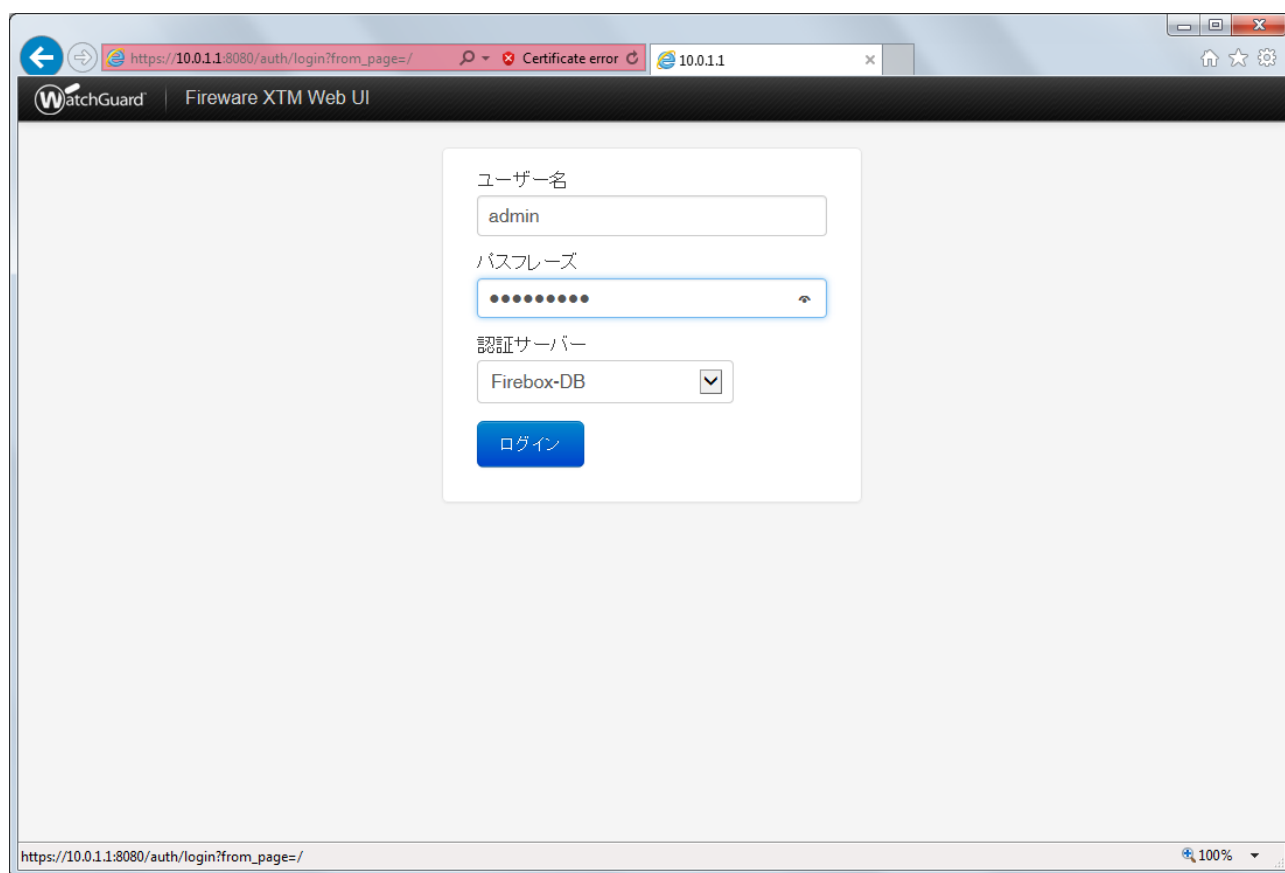 https://10.0.1.1:8080/auth/login?from_page=/ Certificate error 10.0.1.1
WatchGuard Fireware XTM Web UI
ユーザー名
admin
パスフレーズ
●●●●●●●●●
認証サーバー
Firebox-DB
ログイン
https://10.0.1.1:8080/auth/login?from_page=/ 100%